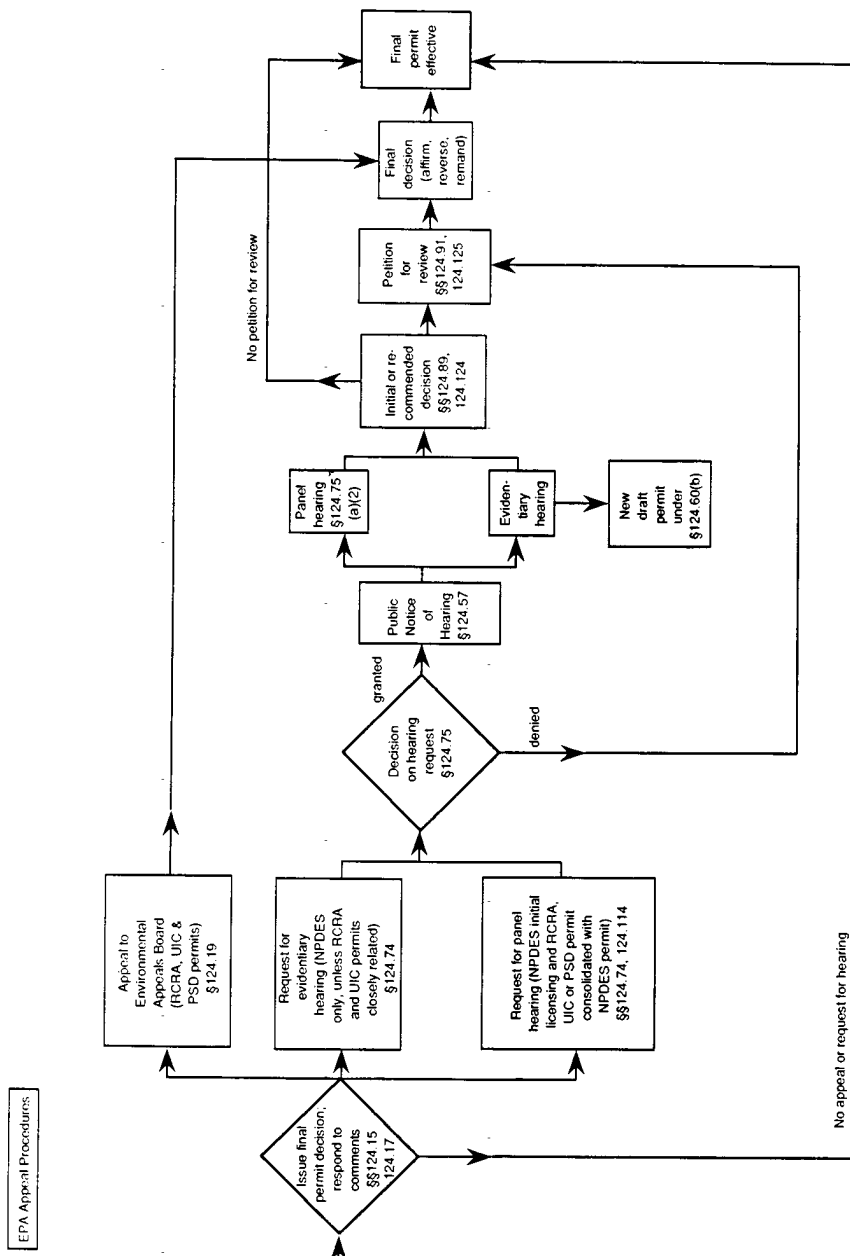 EPA Appeal Procedures
Issue final
permit decision;
respond to
comments
§§124.15
124.17
Appeal to
Environmental
Appeals Board
(RCRA, UIC &
PSD permits)
§124.19
Request for
evidentiary
hearing (NPDES
only, unless RCRA
and UIC permits
closely related)
§124.74
Request for panel
hearing (NPDES initial
licensing and RCRA,
UIC or PSD permit
consolidated with
NPDES permit)
§§124.74, 124.114
No appeal or request for hearing
Decision
on hearing
request
§124.75
granted
denied
Public
Notice
of
Hearing
§124.57
Panel
hearing
§124.75
(a)(2)
Eviden-
tiary
hearing
New
draft
permit
under
§124.60(b)
Initial or re-
commended
decision
§§124.89,
124.124
No petition for review
Petition
for
review
§§124.91,
124.125
Final
decision
(affirm,
reverse,
remand)
Final
permit
effective